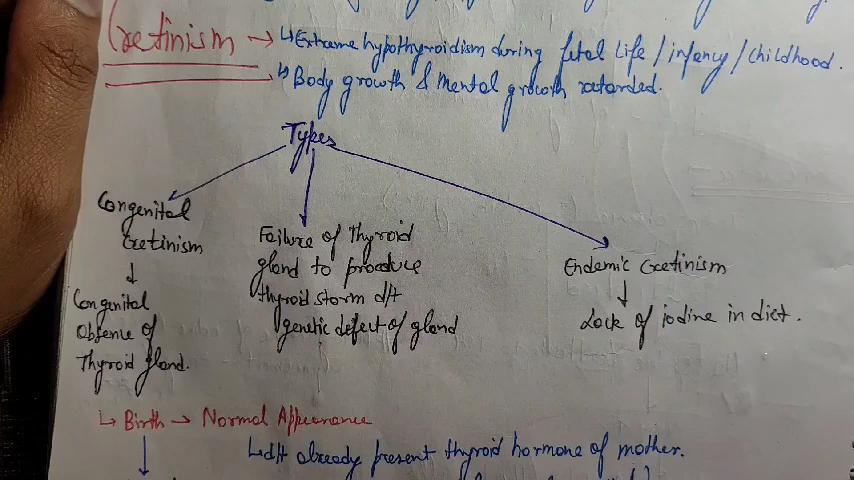 Cretinism → ↳ Extreme hypothyroidism during fetal life / infancy / childhood.
↳ Body growth & Mental growth retarded.
Types
Congenital
Cretinism
↓
Congenital
Absence of
Thyroid gland.
Failure of Thyroid
gland to produce
thyroid storm d/t
genetic defect of gland
Endemic Cretinism
↓
Lack of iodine in diet.
↳ Birth → Normal Appearance
↳ d/t already present thyroid hormone of mother.